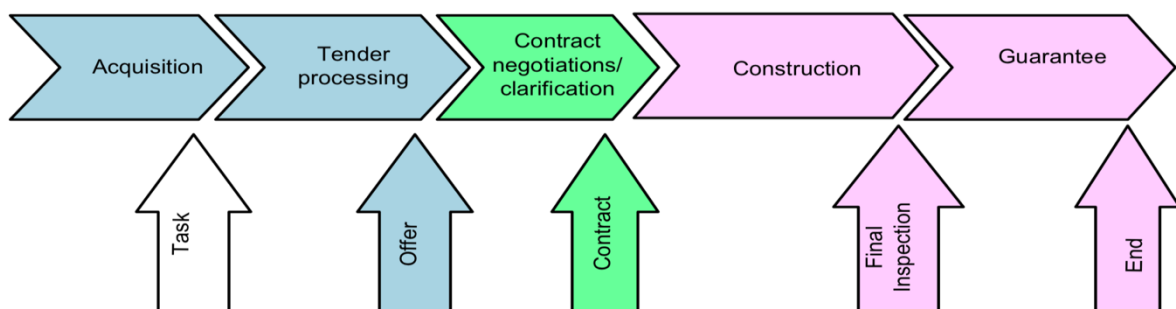 Acquisition
Tender
processing
Contract
negotiations/
clarification
Construction
Guarantee
Task
Offer
Contract
Final
Inspection
End